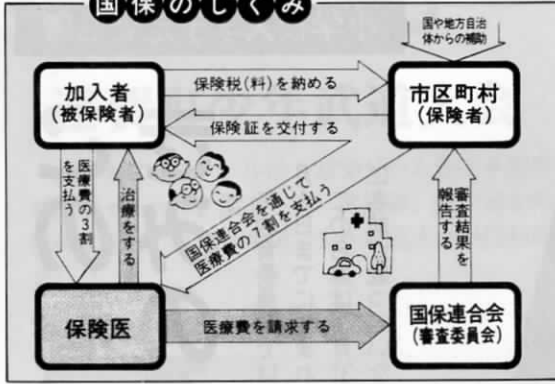 国保のしくみ
国や地方自治
体からの補助
加入者
(被保険者)
保険税(料)を納める
市区町村
(保険者)
保険証を交付する
医療費の3割
を支払う
治療をする
国保連合会を通じて
医療費の7割を支払う
審査結果を
報告する
保険医
医療費を請求する
国保連合会
(審査委員会)